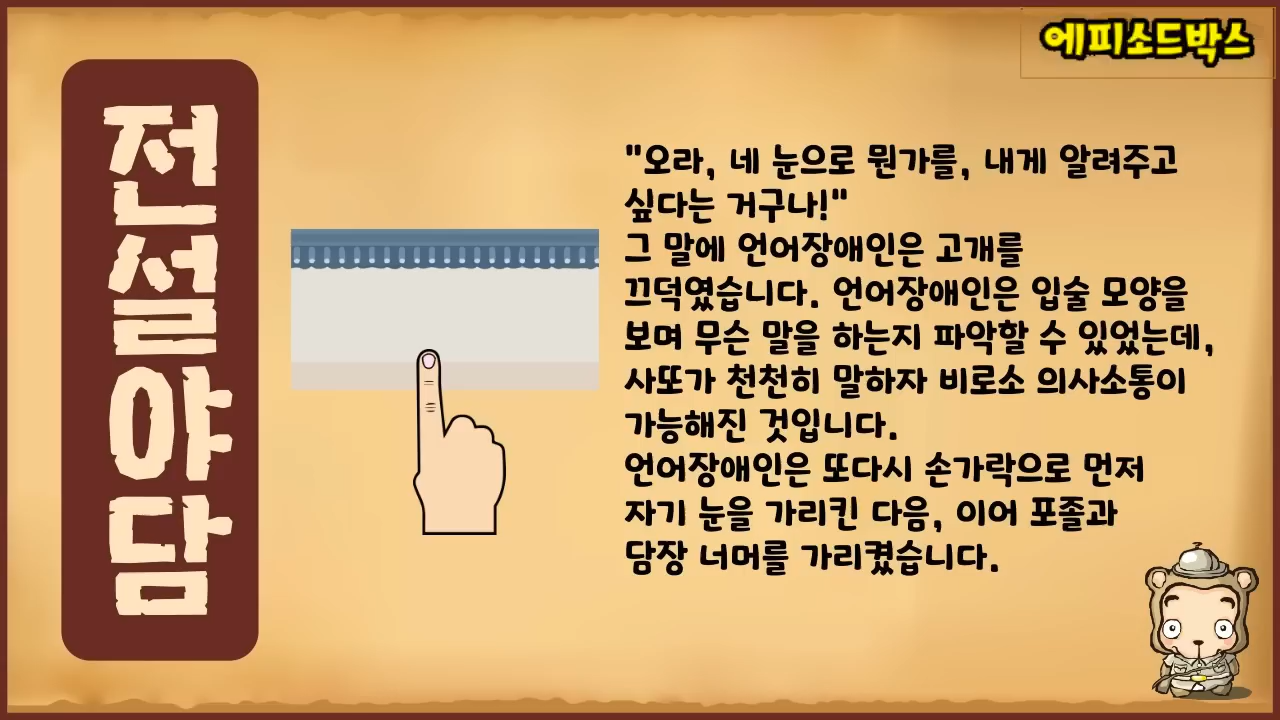 에피소드박스
전설야담
"오라, 네 눈으로 뭔가를, 내게 알려주고
싶다는 거구나!"
그 말에 언어장애인은 고개를
끄덕였습니다. 언어장애인은 입술 모양을
보며 무슨 말을 하는지 파악할 수 있었는데,
사또가 천천히 말하자 비로소 의사소통이
가능해진 것입니다.
언어장애인은 또다시 손가락으로 먼저
자기 눈을 가리킨 다음, 이어 포졸과
담장 너머를 가리켰습니다.